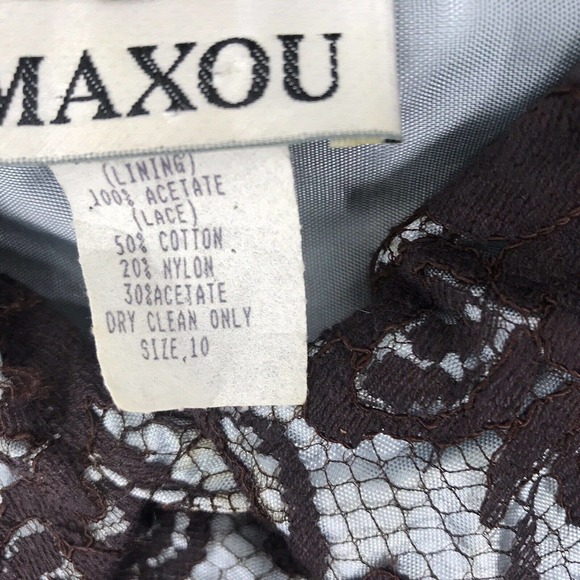 MAXOU
(LINING)
100% ACETATE
(LACE)
50% COTTON
20% NYLON
30%ACETATE
DRY CLEAN ONLY
SIZE,10